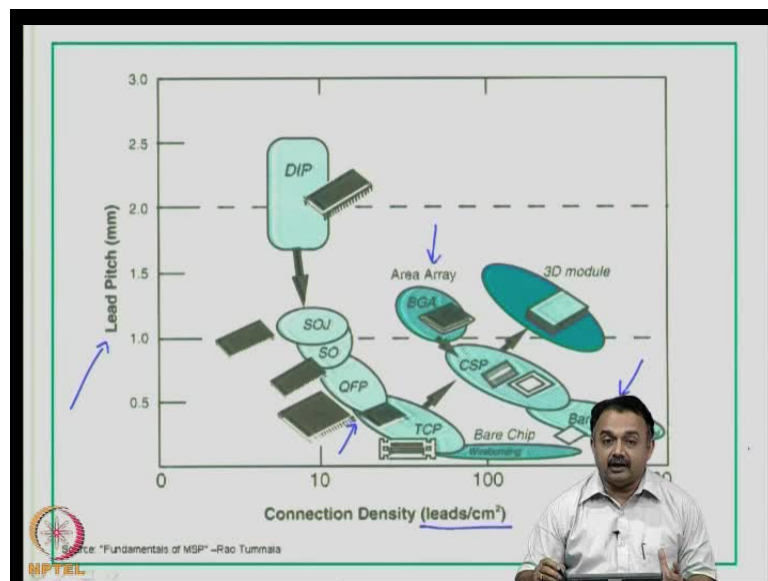 3.0
2.5
DIP
2.0
Lead Pitch (mm)
1.5
Area Array
3D module
BGA
SOJ
1.0
SO
CSP
QFP
0.5
TCP
Bare Chip
Wirebonding
0
10
100
Connection Density (leads/cm²)
Source: "Fundamentals of MSP" –Rao Tummala
NPTEL